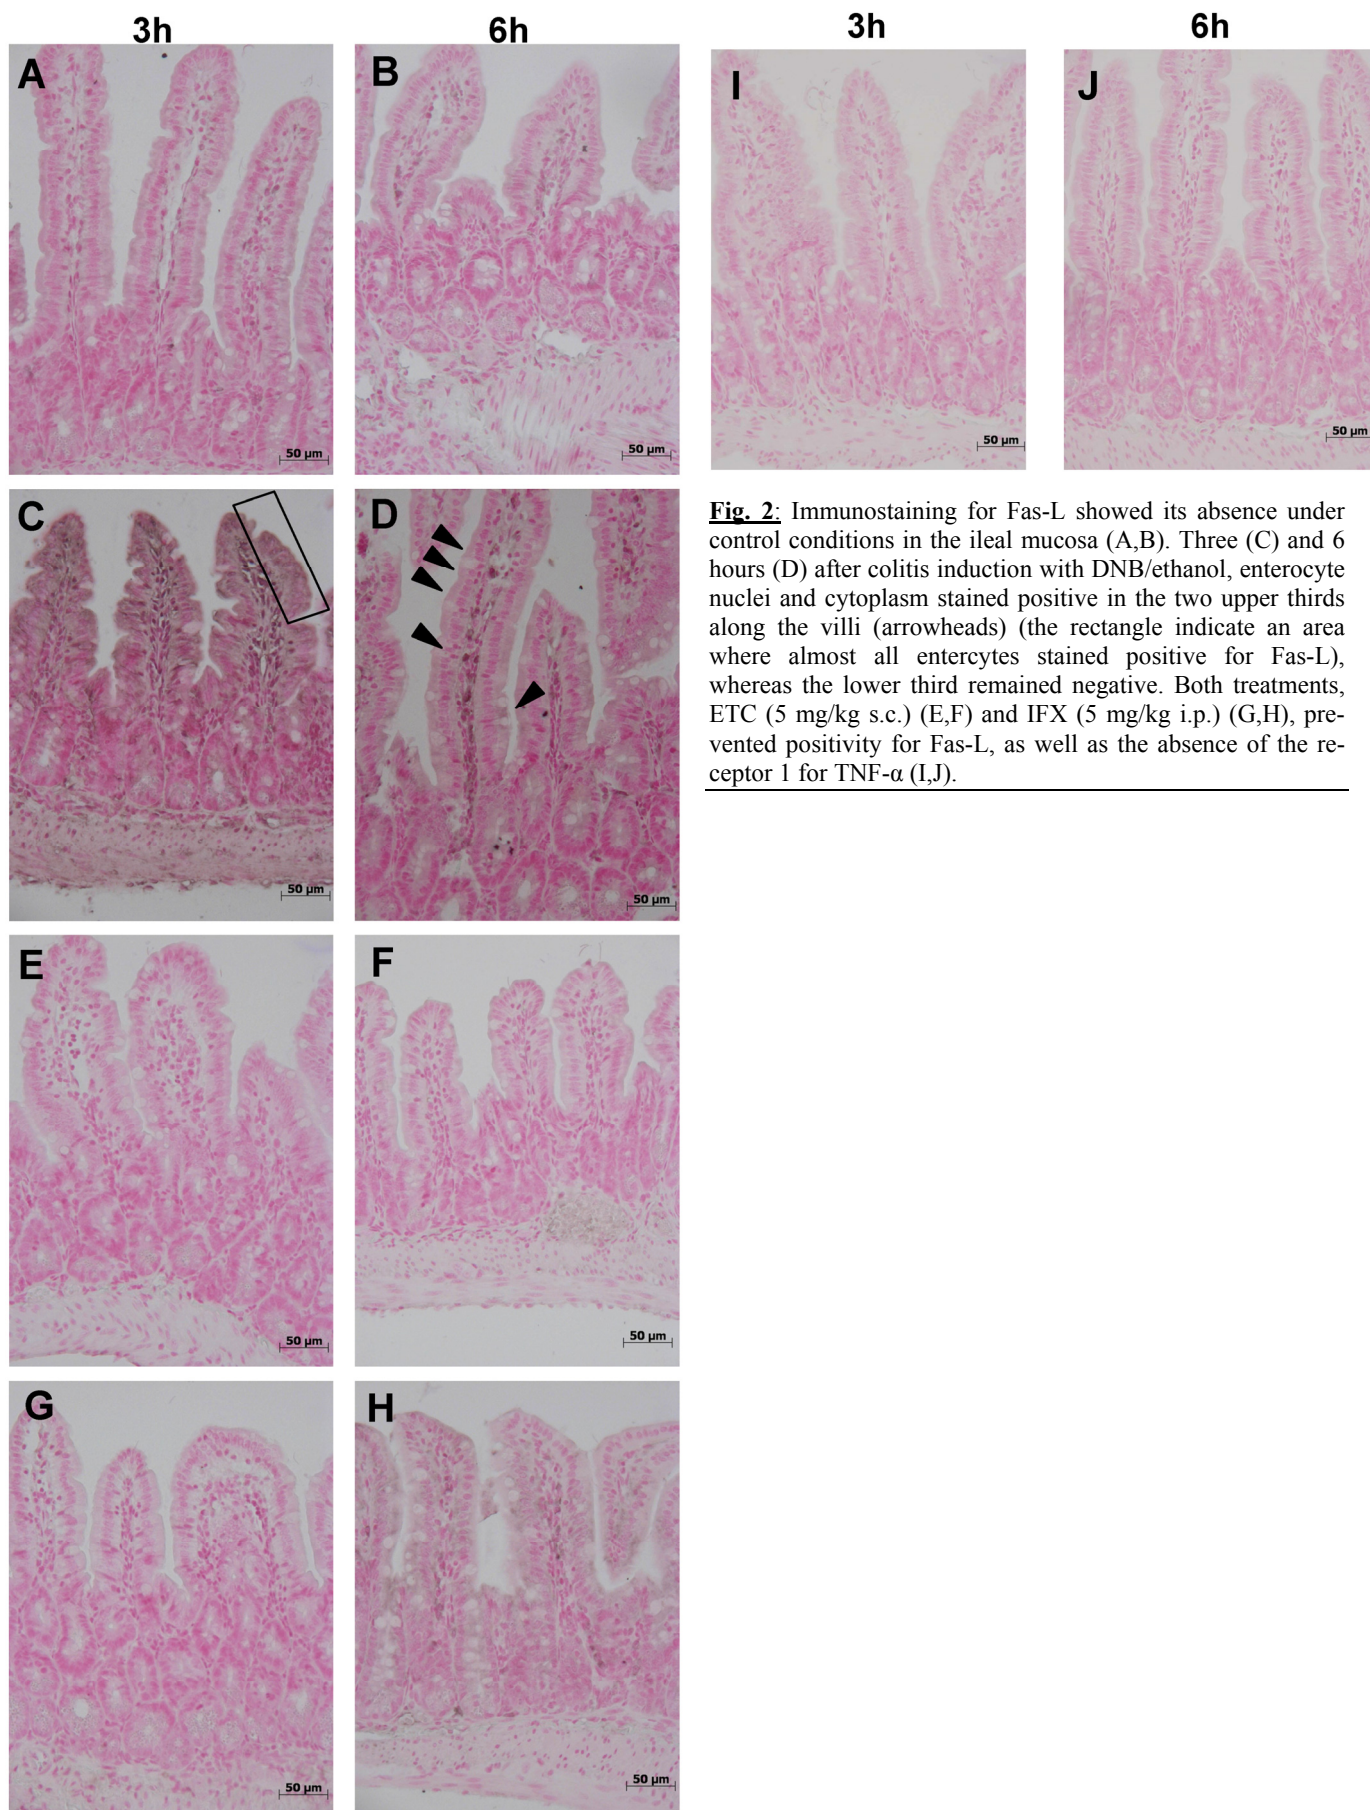 3h
6h
3h
6h
A
50 µm
B
50 µm
I
50 µm
J
50 µm
C
50 µm
D
50 µm
Fig. 2: Immunostaining for Fas-L showed its absence under
control conditions in the ileal mucosa (A,B). Three (C) and 6
hours (D) after colitis induction with DNB/ethanol, enterocyte
nuclei and cytoplasm stained positive in the two upper thirds
along the villi (arrowheads) (the rectangle indicate an area
where almost all entercytes stained positive for Fas-L),
whereas the lower third remained negative. Both treatments,
ETC (5 mg/kg s.c.) (E,F) and IFX (5 mg/kg i.p.) (G,H), pre-
vented positivity for Fas-L, as well as the absence of the re-
ceptor 1 for TNF-α (I,J).
E
50 µm
F
50 µm
G
50 µm
H
50 µm